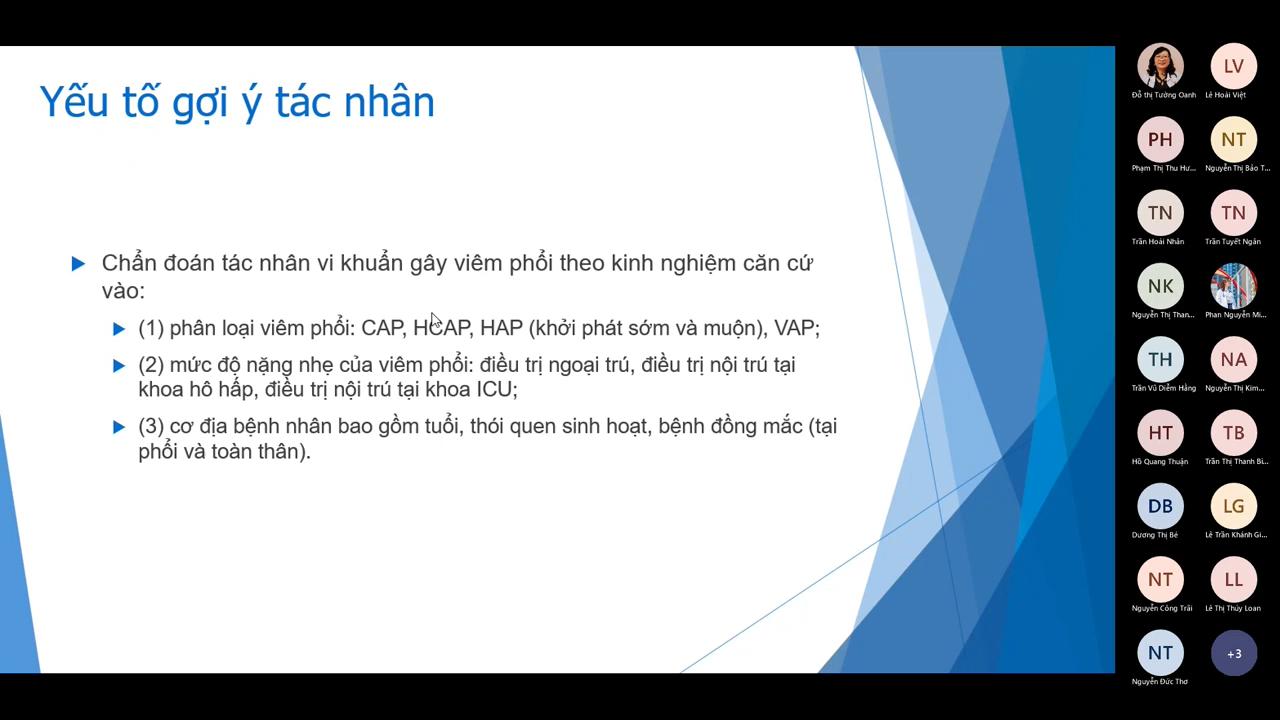 Yếu tố gợi ý tác nhân
Chẩn đoán tác nhân vi khuẩn gây viêm phổi theo kinh nghiệm căn cứ
vào:
(1) phân loại viêm phổi: CAP, HCAP, HAP (khởi phát sớm và muộn), VAP;
(2) mức độ nặng nhẹ của viêm phổi: điều trị ngoại trú, điều trị nội trú tại
khoa hô hấp, điều trị nội trú tại khoa ICU;
(3) cơ địa bệnh nhân bao gồm tuổi, thói quen sinh hoạt, bệnh đồng mắc (tại
phổi và toàn thân).
Đỗ thị Tường Oanh
LV
Lê Hoài Việt
PH
Phạm Thị Thu Hư...
NT
Nguyễn Thị Bảo T...
TN
Trần Hoài Nhân
TN
Trần Tuyết Ngân
NK
Nguyễn Thị Than...
Phan Nguyễn Mi...
TH
Trần Vũ Diễm Hằng
NA
Nguyễn Thị Kim...
HT
Hồ Quang Thuận
TB
Trần Thị Thanh Bi...
DB
Dương Thị Bé
LG
Lê Trần Khánh Gi...
NT
Nguyễn Công Trãi
LL
Lê Thị Thúy Loan
NT
Nguyễn Đức Thơ
+3